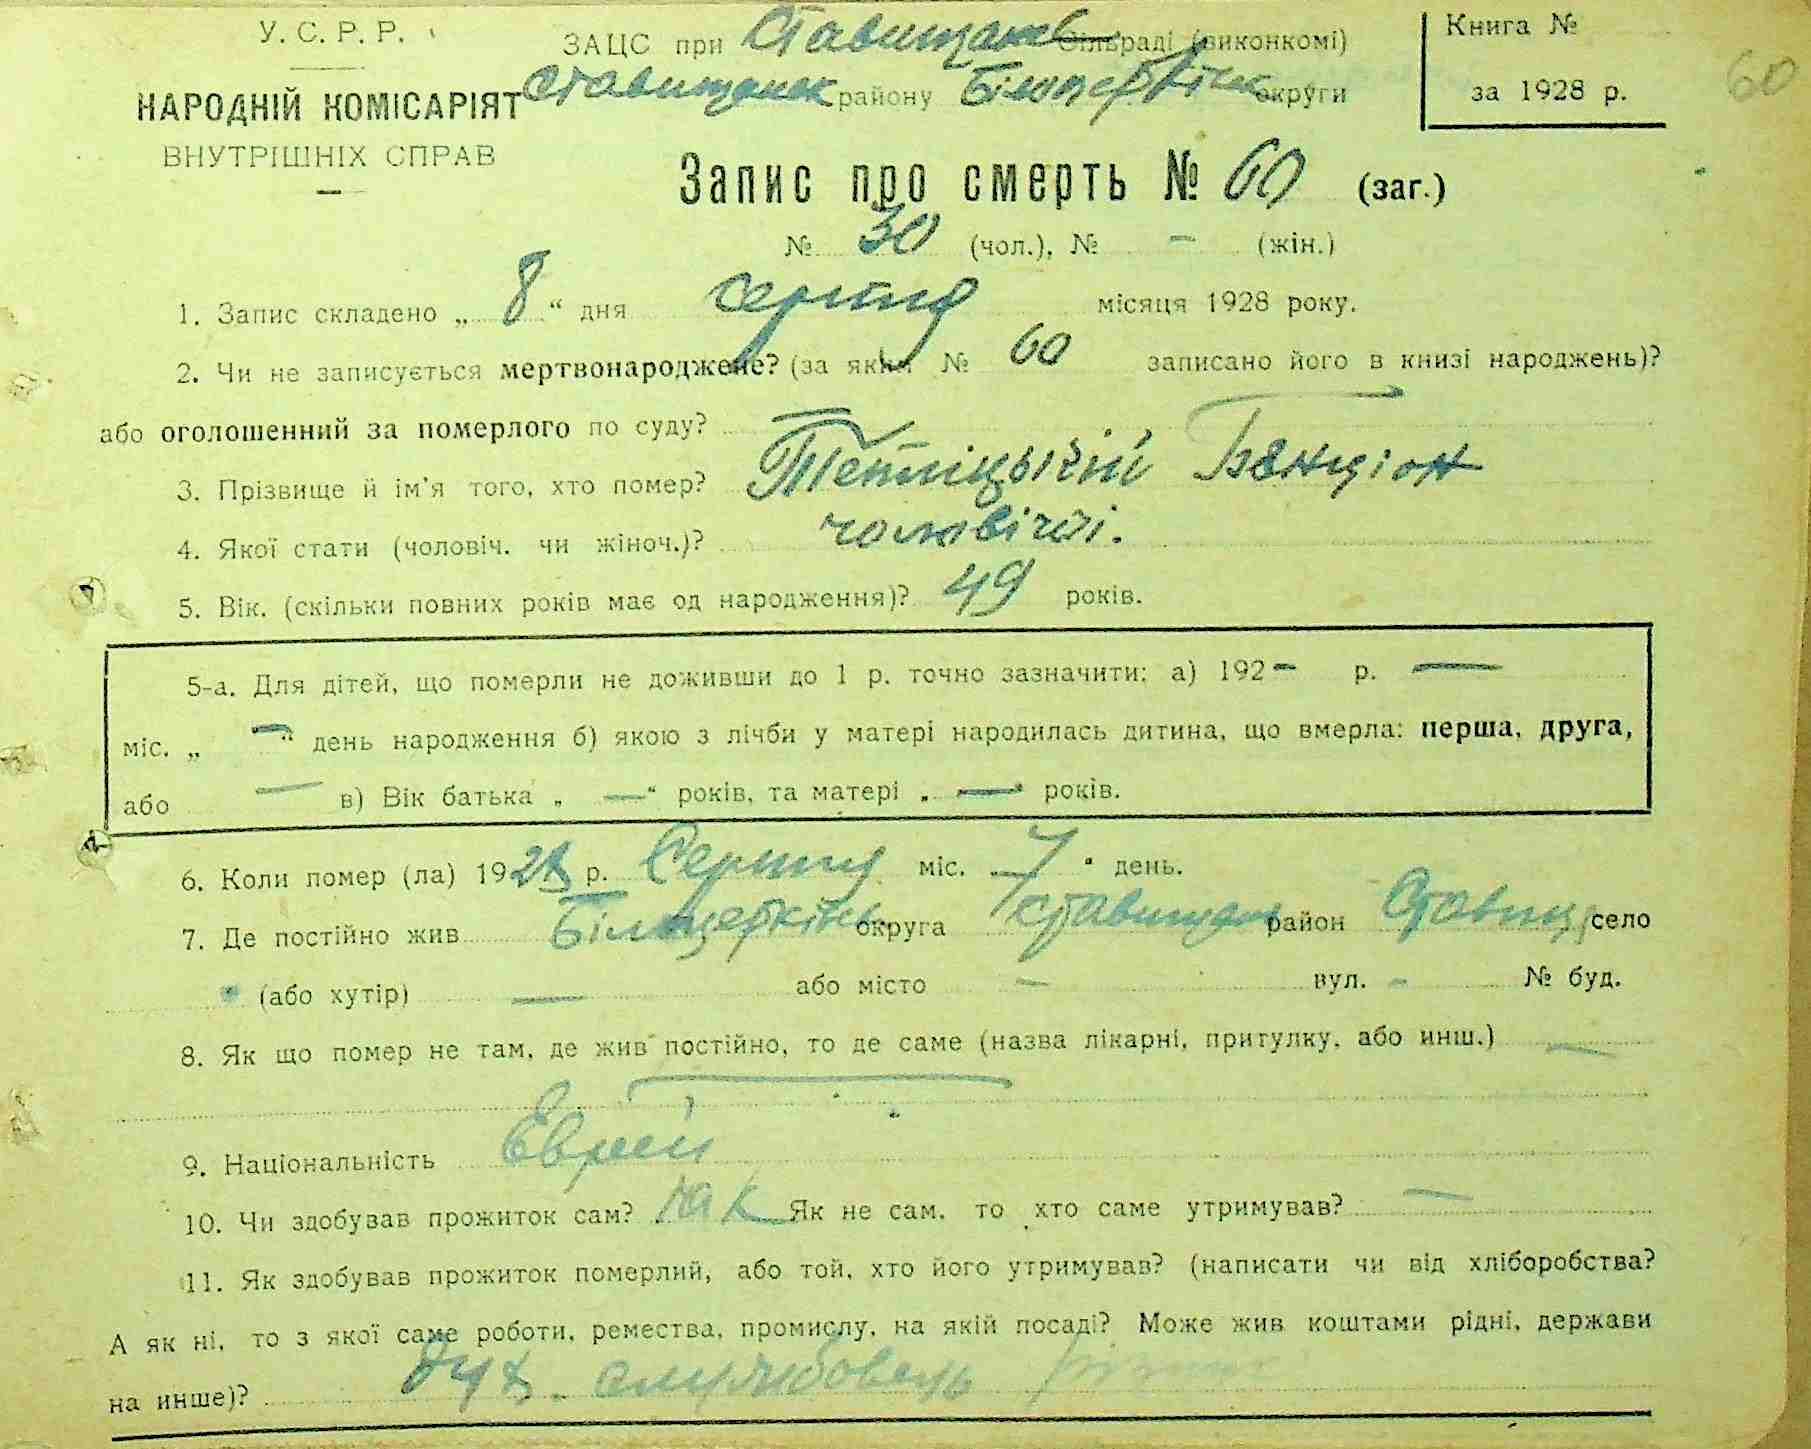 У. С. Р. Р.
НАРОДНІЙ КОМІСАРІЯТ
ВНУТРІШНІХ СПРАВ
ЗАЦС при Ставищанс сільраді (виконкомі)
Ставищанськ району Білоцерківськ округи
Книга №
за 1928 р.
60
Запис про смерть № 60 (заг.)
№ 30 (чол.), № — (жін.)
1. Запис складено „ 8 “ дня серпня місяця 1928 року.
2. Чи не записується мертвонароджене? (за яким № 60 записано його в книзі народжень)?
або оголошенний за померлого по суду?
3. Прізвище й ім'я того, хто помер? Тепліцький Бенціон
4. Якої стати (чоловіч. чи жіноч.)? чоловічої.
5. Вік. (скільки повних років має од народження)? 49 років.
5-а. Для дітей, що померли не доживши до 1 р. точно зазначити: а) 192— р. —
міс. „ — “ день народження б) якою з лічби у матері народилась дитина, що вмерла: перша, друга,
або — в) Вік батька „ — “ років, та матері „ — “ років.
6. Коли помер (ла) 1928 р. Серпня міс. 7 “ день.
7. Де постійно жив Білоцерківськ округа Ставищан район Ставищ село
(або хутір) — або місто — вул. — № буд.
8. Як що помер не там, де жив постійно, то де саме (назва лікарні, притулку, або инш.) —
9. Національність Еврей
10. Чи здобував прожиток сам? так Як не сам, то хто саме утримував? —
11. Як здобував прожиток померлий, або той, хто його утримував? (написати чи від хліборобства?
А як ні, то з якої саме роботи, ремества, промислу, на якій посаді? Може жив коштами рідні, держави
на инше)? дух. службовець